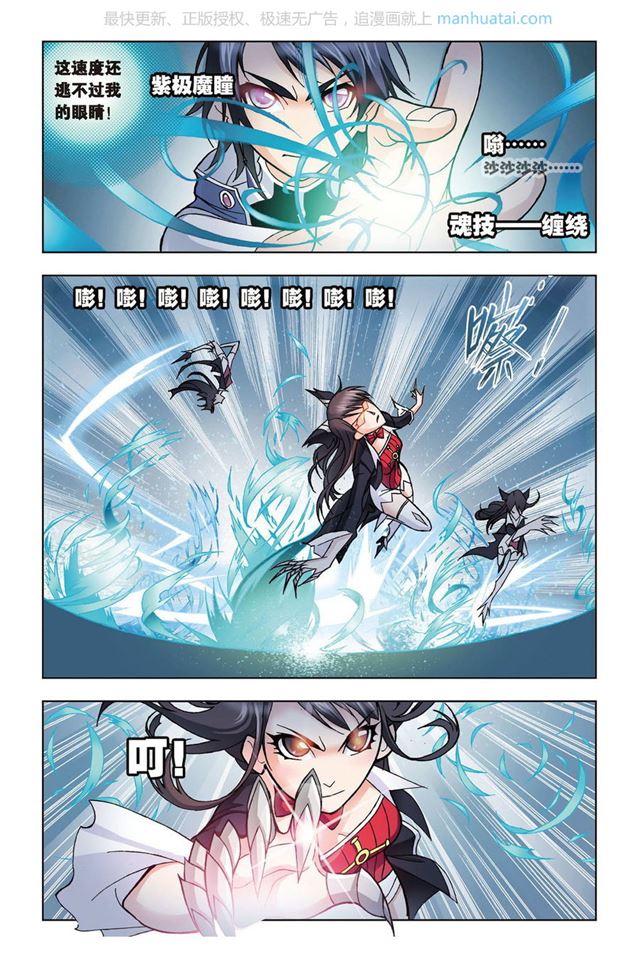 最快更新、正版授权、极速无广告，追漫画就上 manhuatai.com
这速度还
逃不过我
的眼睛！
紫极魔瞳
嗡……
沙沙沙沙……
魂技——缠绕
嘭！嘭！嘭！嘭！嘭！嘭！嘭！嘭！
嚓！
叮！